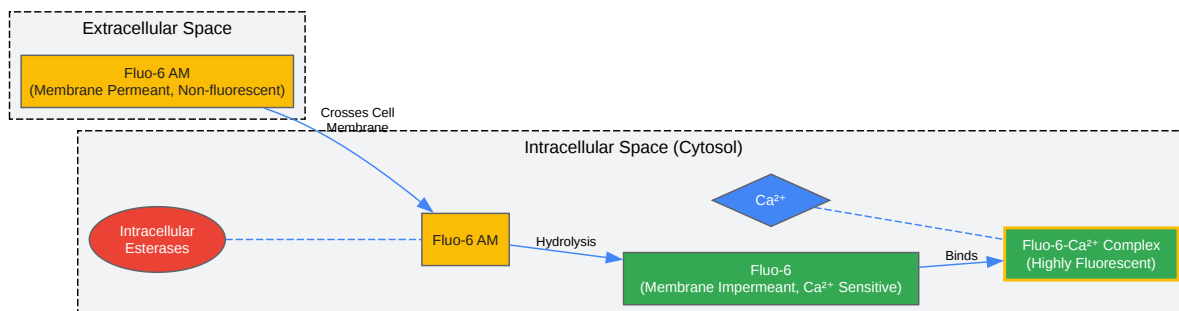 Extracellular Space
Fluo-6 AM
(Membrane Permeant, Non-fluorescent)
Crosses Cell
Membrane
Intracellular Space (Cytosol)
Ca²⁺
Intracellular
Esterases
Fluo-6 AM
Hydrolysis
Fluo-6
(Membrane Impermeant, Ca²⁺ Sensitive)
Binds
Fluo-6-Ca²⁺ Complex
(Highly Fluorescent)